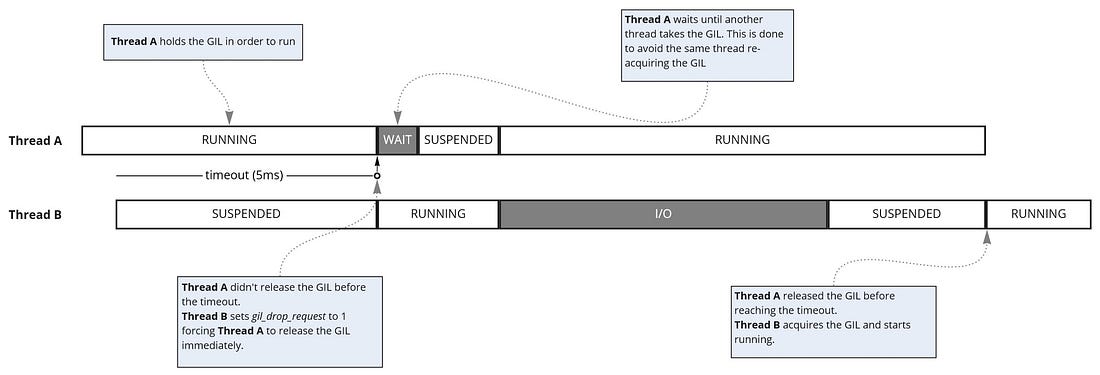 Thread A holds the GIL in order to run
Thread A waits until another
thread takes the GIL. This is done
to avoid the same thread re-
acquiring the GIL
Thread A
RUNNING
WAIT
SUSPENDED
RUNNING
timeout (5ms)
Thread B
SUSPENDED
RUNNING
I/O
SUSPENDED
RUNNING
Thread A didn't release the GIL before
the timeout.
Thread B sets gil_drop_request to 1
forcing Thread A to release the GIL
immediately.
Thread A released the GIL before
reaching the timeout.
Thread B acquires the GIL and starts
running.